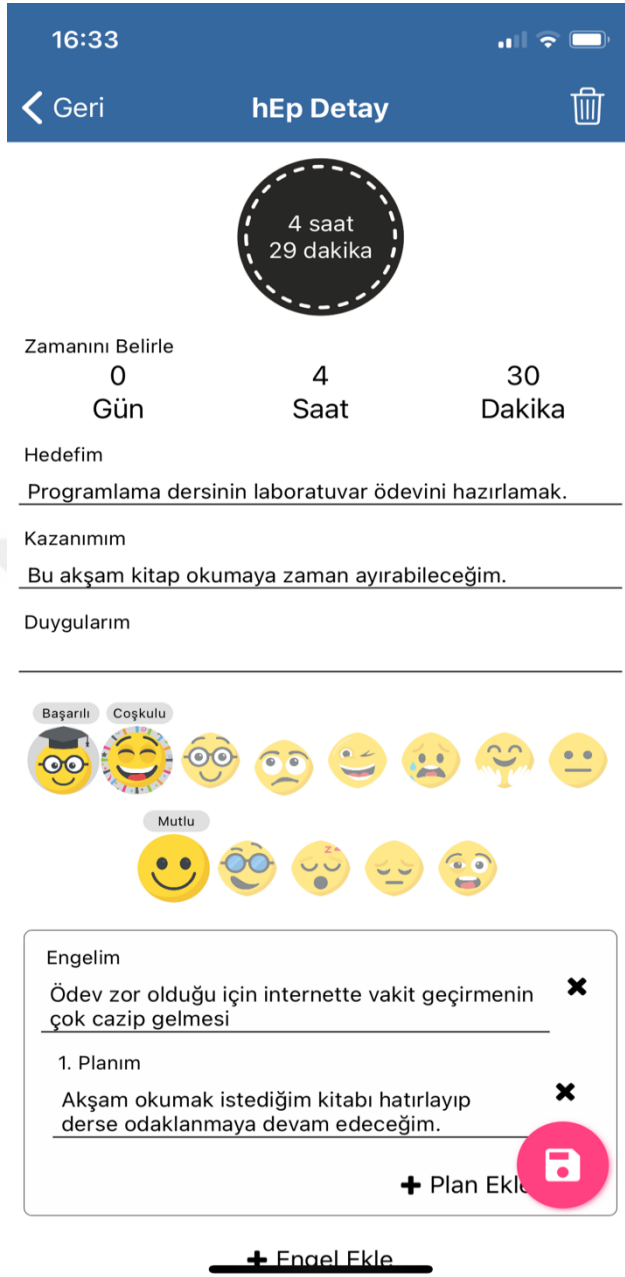 16:33
Geri
hEp Detay
4 saat
29 dakika
Zamanını Belirle
0 4 30
Gün Saat Dakika
Hedefim
Programlama dersinin laboratuvar ödevini hazırlamak.
Kazanımım
Bu akşam kitap okumaya zaman ayırabileceğim.
Duygularım
Başarılı Coşkulu
Mutlu
Engelim
Ödev zor olduğu için internette vakit geçirmenin
çok cazip gelmesi
1. Planım
Akşam okumak istediğim kitabı hatırlayıp
derse odaklanmaya devam edeceğim.
+ Plan Ekle
+ Engel Ekle